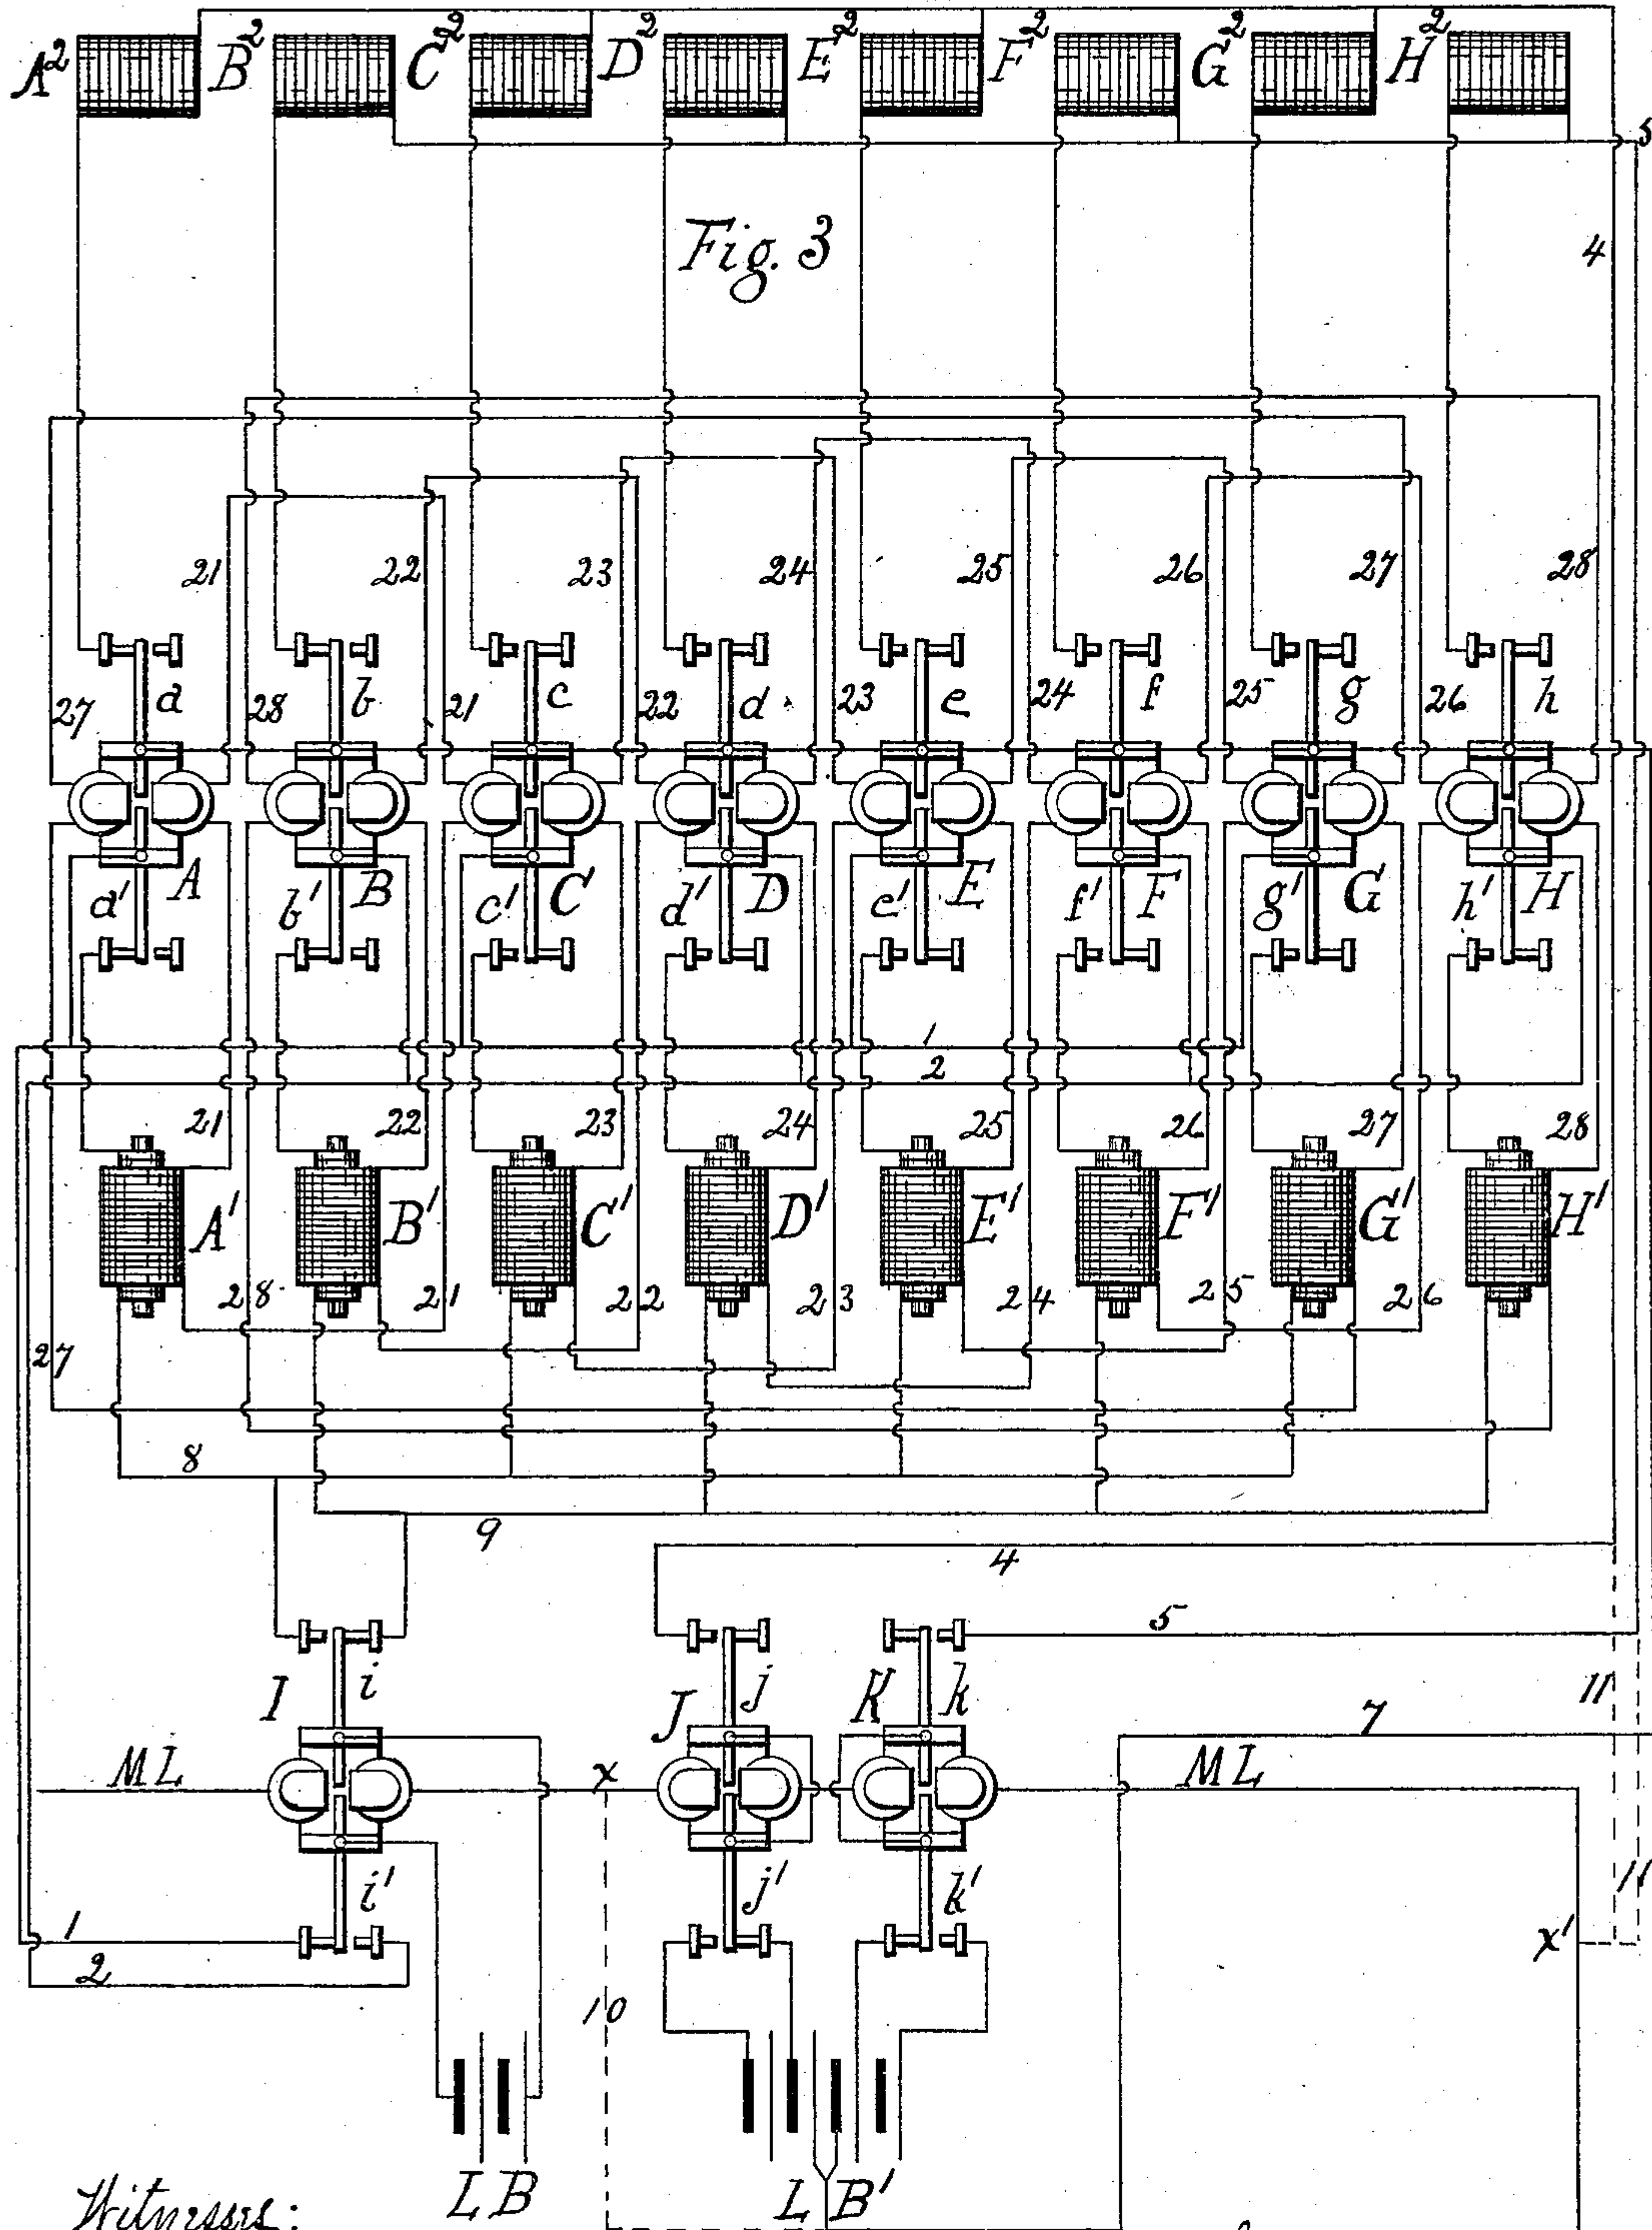 A² B² C² D² E² F² G² H²
5
Fig. 3
4
21 22 23 24 25 26 27 28
27 a 28 b 21 c 22 d 23 e 24 f 25 g 26 h
a' A b' B c' C d' D e' E f' F g' G h' H
1
2
21 22 23 24 25 26 27 28
A' B' C' D' E' F' G' H'
28 21 22 23 24 25 26
27
8
9
4
5
I i J j K k 11
7
ML x ML
i' j' k' 11
1 x'
2
10
LB LB'
Witnesses: